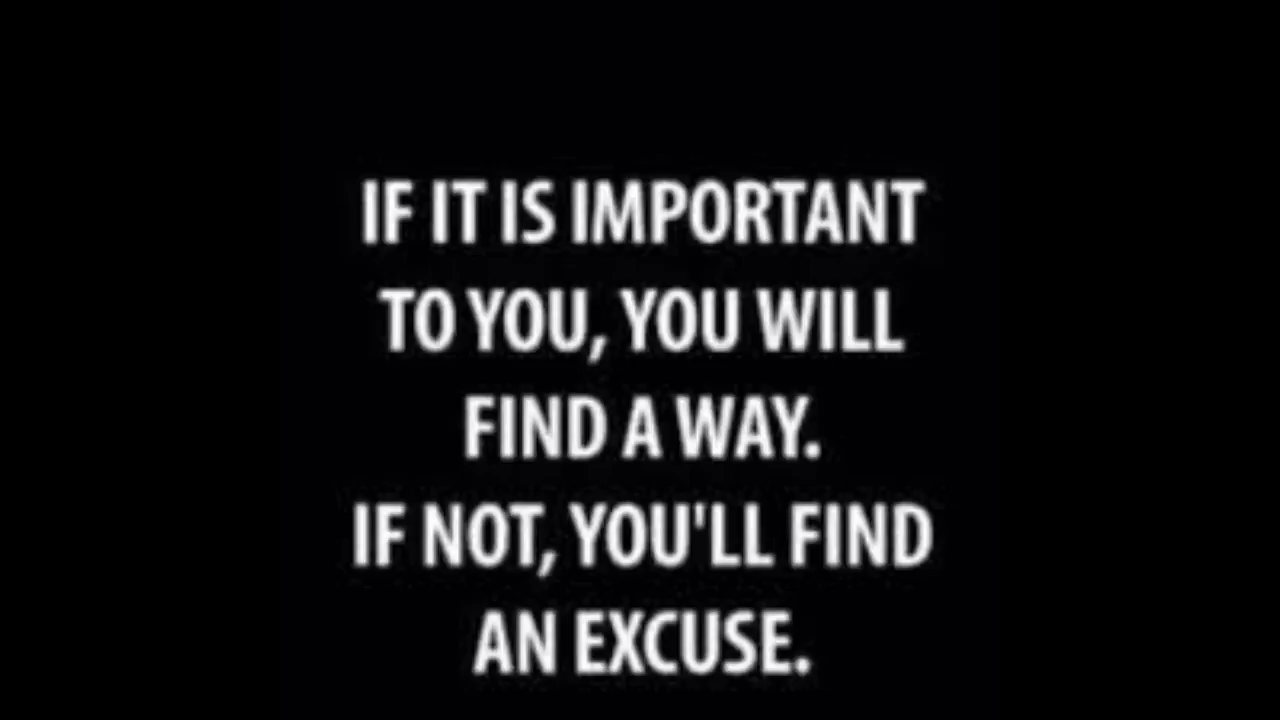 IF IT IS IMPORTANT
TO YOU, YOU WILL
FIND A WAY.
IF NOT, YOU'LL FIND
AN EXCUSE.